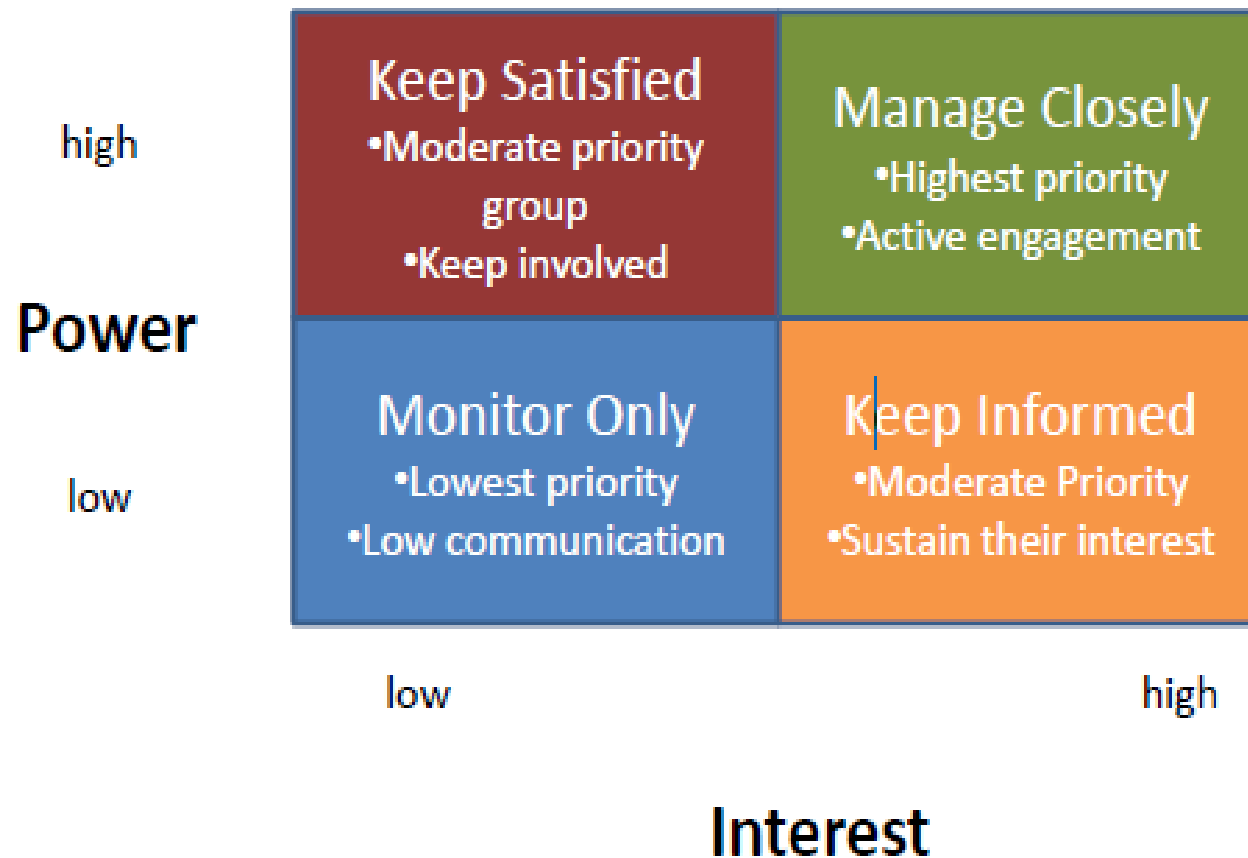 high
Keep Satisfied
•Moderate priority
group
•Keep involved
Manage Closely
•Highest priority
•Active engagement
Power
low
Monitor Only
•Lowest priority
•Low communication
Keep Informed
•Moderate Priority
•Sustain their interest
low
high
Interest